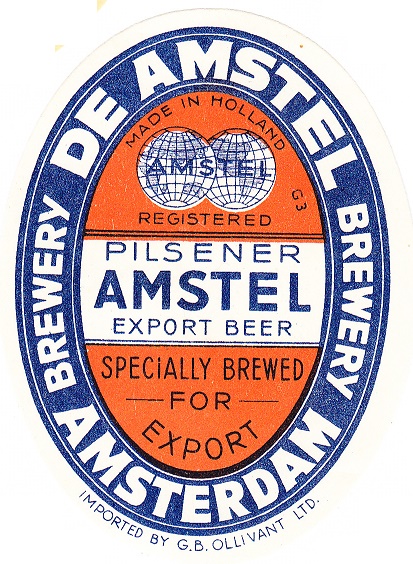 DE AMSTEL
BREWERY
BREWERY
AMSTERDAM
MADE IN HOLLAND
AMSTEL
G3
REGISTERED
PILSENER
AMSTEL
EXPORT BEER
SPECiALLY BREWED
FOR
EXPORT
IMPORTED BY G.B. OLLIVANT LTD.